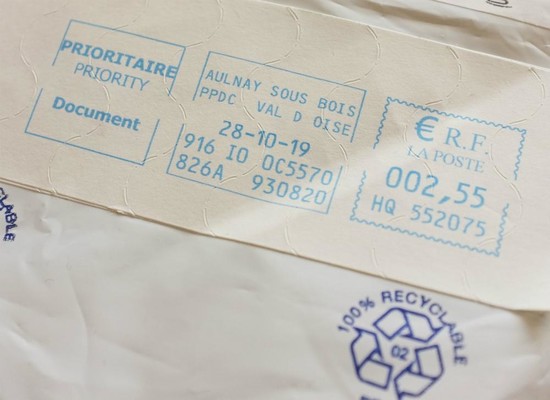 PRIORITAIRE
PRIORITY
Document
AULNAY SOUS BOIS
PPDC VAL D OISE
28-10-19
916 IO 0C5570
826A 930820
€ R.F.
LA POSTE
002,55
HQ 552075
100% RECYCLABLE
02
LABLE